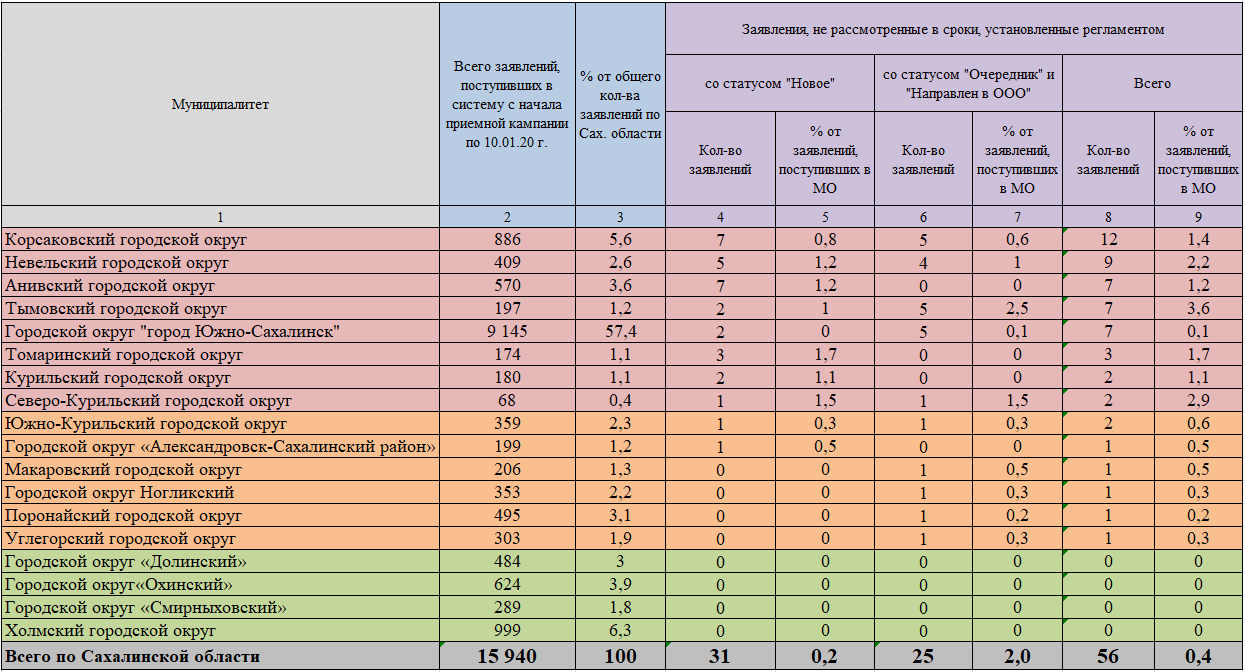 Муниципалитет
Всего заявлений,
поступивших в
систему с начала
приемной кампании
по 10.01.20 г.
% от общего
кол-ва
заявлений по
Сах. области
Заявления, не рассмотренные в сроки, установленные регламентом
со статусом "Новое"
со статусом "Очередник" и
"Направлен в ООО"
Всего
Кол-во
заявлений
% от
заявлений,
поступивших в
МО
Кол-во
заявлений
% от
заявлений,
поступивших
в МО
Кол-во
заявлений
% от
заявлений,
поступивших
в МО
1 2 3 4 5 6 7 8 9
Корсаковский городской округ 886 5,6 7 0,8 5 0,6 12 1,4
Невельский городской округ 409 2,6 5 1,2 4 1 9 2,2
Анивский городской округ 570 3,6 7 1,2 0 0 7 1,2
Тымовский городской округ 197 1,2 2 1 5 2,5 7 3,6
Городской округ "город Южно-Сахалинск" 9 145 57,4 2 0 5 0,1 7 0,1
Томаринский городской округ 174 1,1 3 1,7 0 0 3 1,7
Курильский городской округ 180 1,1 2 1,1 0 0 2 1,1
Северо-Курильский городской округ 68 0,4 1 1,5 1 1,5 2 2,9
Южно-Курильский городской округ 359 2,3 1 0,3 1 0,3 2 0,6
Городской округ «Александровск-Сахалинский район» 199 1,2 1 0,5 0 0 1 0,5
Макаровский городской округ 206 1,3 0 0 1 0,5 1 0,5
Городской округ Ногликский 353 2,2 0 0 1 0,3 1 0,3
Поронайский городской округ 495 3,1 0 0 1 0,2 1 0,2
Углегорский городской округ 303 1,9 0 0 1 0,3 1 0,3
Городской округ «Долинский» 484 3 0 0 0 0 0 0
Городской округ«Охинский» 624 3,9 0 0 0 0 0 0
Городской округ «Смирныховский» 289 1,8 0 0 0 0 0 0
Холмский городской округ 999 6,3 0 0 0 0 0 0
Всего по Сахалинской области 15 940 100 31 0,2 25 2,0 56 0,4